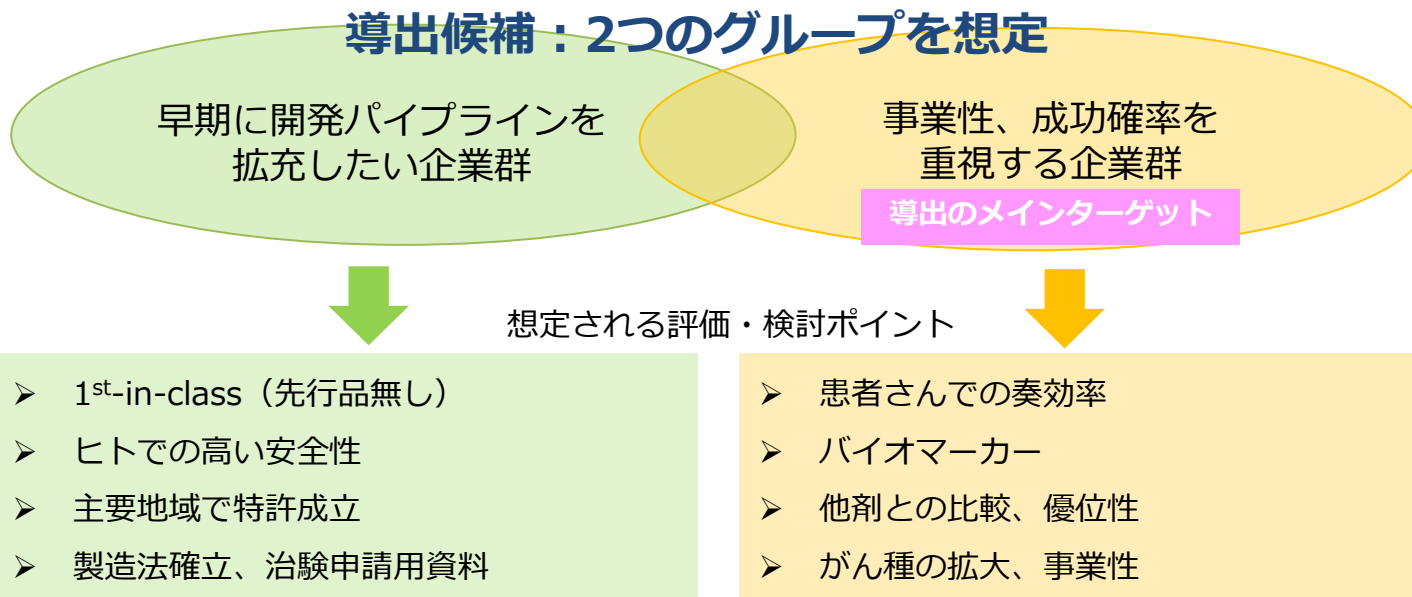 導出候補：2つのグループを想定
早期に開発パイプラインを
拡充したい企業群
事業性、成功確率を
重視する企業群
導出のメインターゲット
想定される評価・検討ポイント
➢ 1st-in-class（先行品無し）
➢ ヒトでの高い安全性
➢ 主要地域で特許成立
➢ 製造法確立、治験申請用資料
➢ 患者さんでの奏効率
➢ バイオマーカー
➢ 他剤との比較、優位性
➢ がん種の拡大、事業性